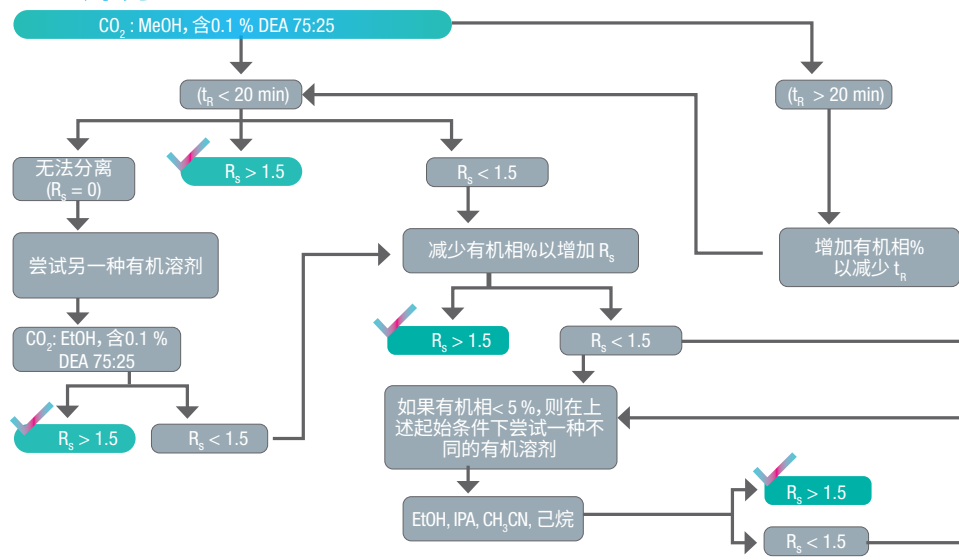 CO₂ : MeOH，含0.1 % DEA 75:25
(tR < 20 min)
(tR > 20 min)
无法分离
(Rs = 0)
Rs > 1.5
Rs < 1.5
尝试另一种有机溶剂
减少有机相%以增加 Rs
增加有机相%
以减少 tR
CO₂: EtOH，含0.1 %
DEA 75:25
Rs > 1.5
Rs < 1.5
Rs > 1.5
Rs < 1.5
如果有机相< 5 %，则在上
述起始条件下尝试一种不
同的有机溶剂
EtOH, IPA, CH₃CN, 己烷
Rs > 1.5
Rs < 1.5